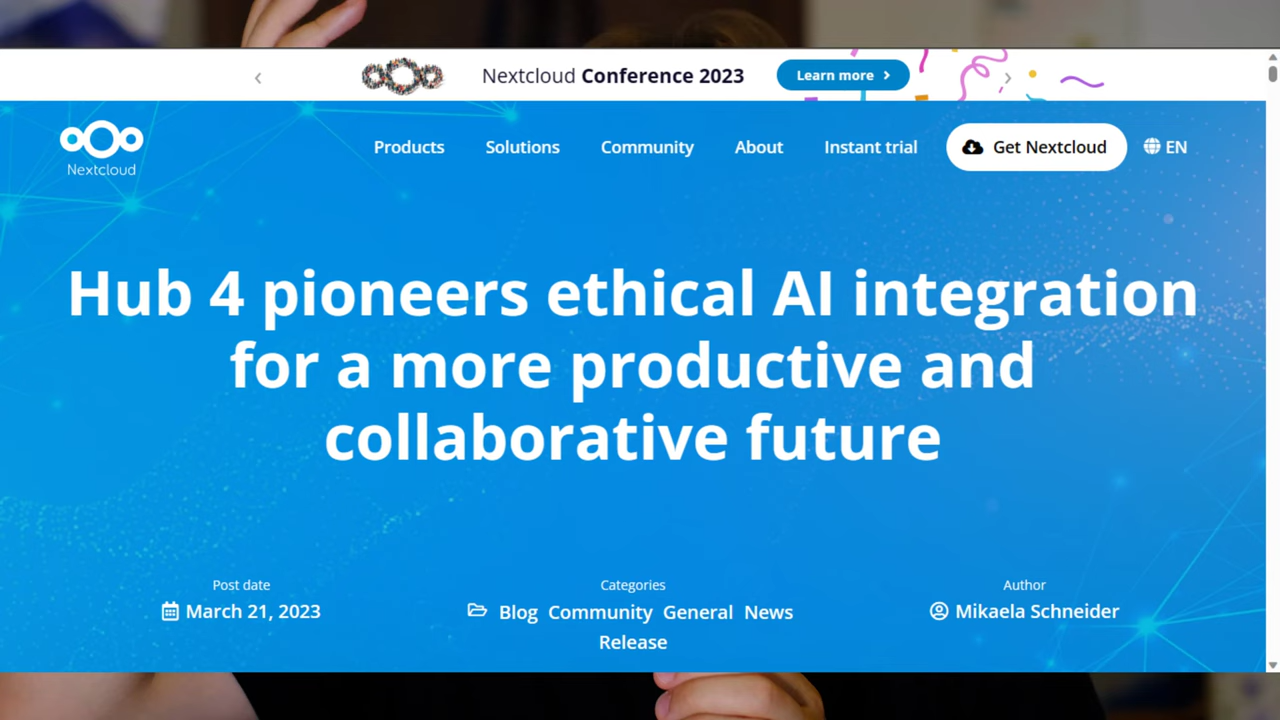 Nextcloud Conference 2023
Learn more
Nextcloud
Products Solutions Community About Instant trial Get Nextcloud EN
Hub 4 pioneers ethical AI integration
for a more productive and
collaborative future
Post date
March 21, 2023
Categories
Blog Community General News
Release
Author
Mikaela Schneider